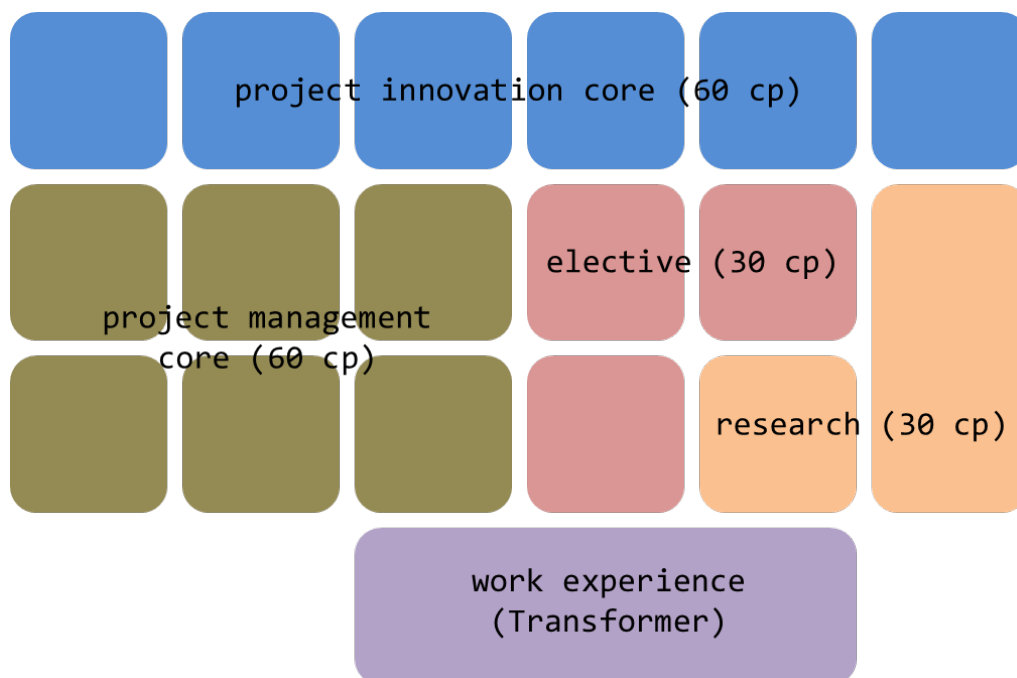 project innovation core (60 cp)
elective (30 cp)
project management
core (60 cp)
research (30 cp)
work experience
(Transformer)